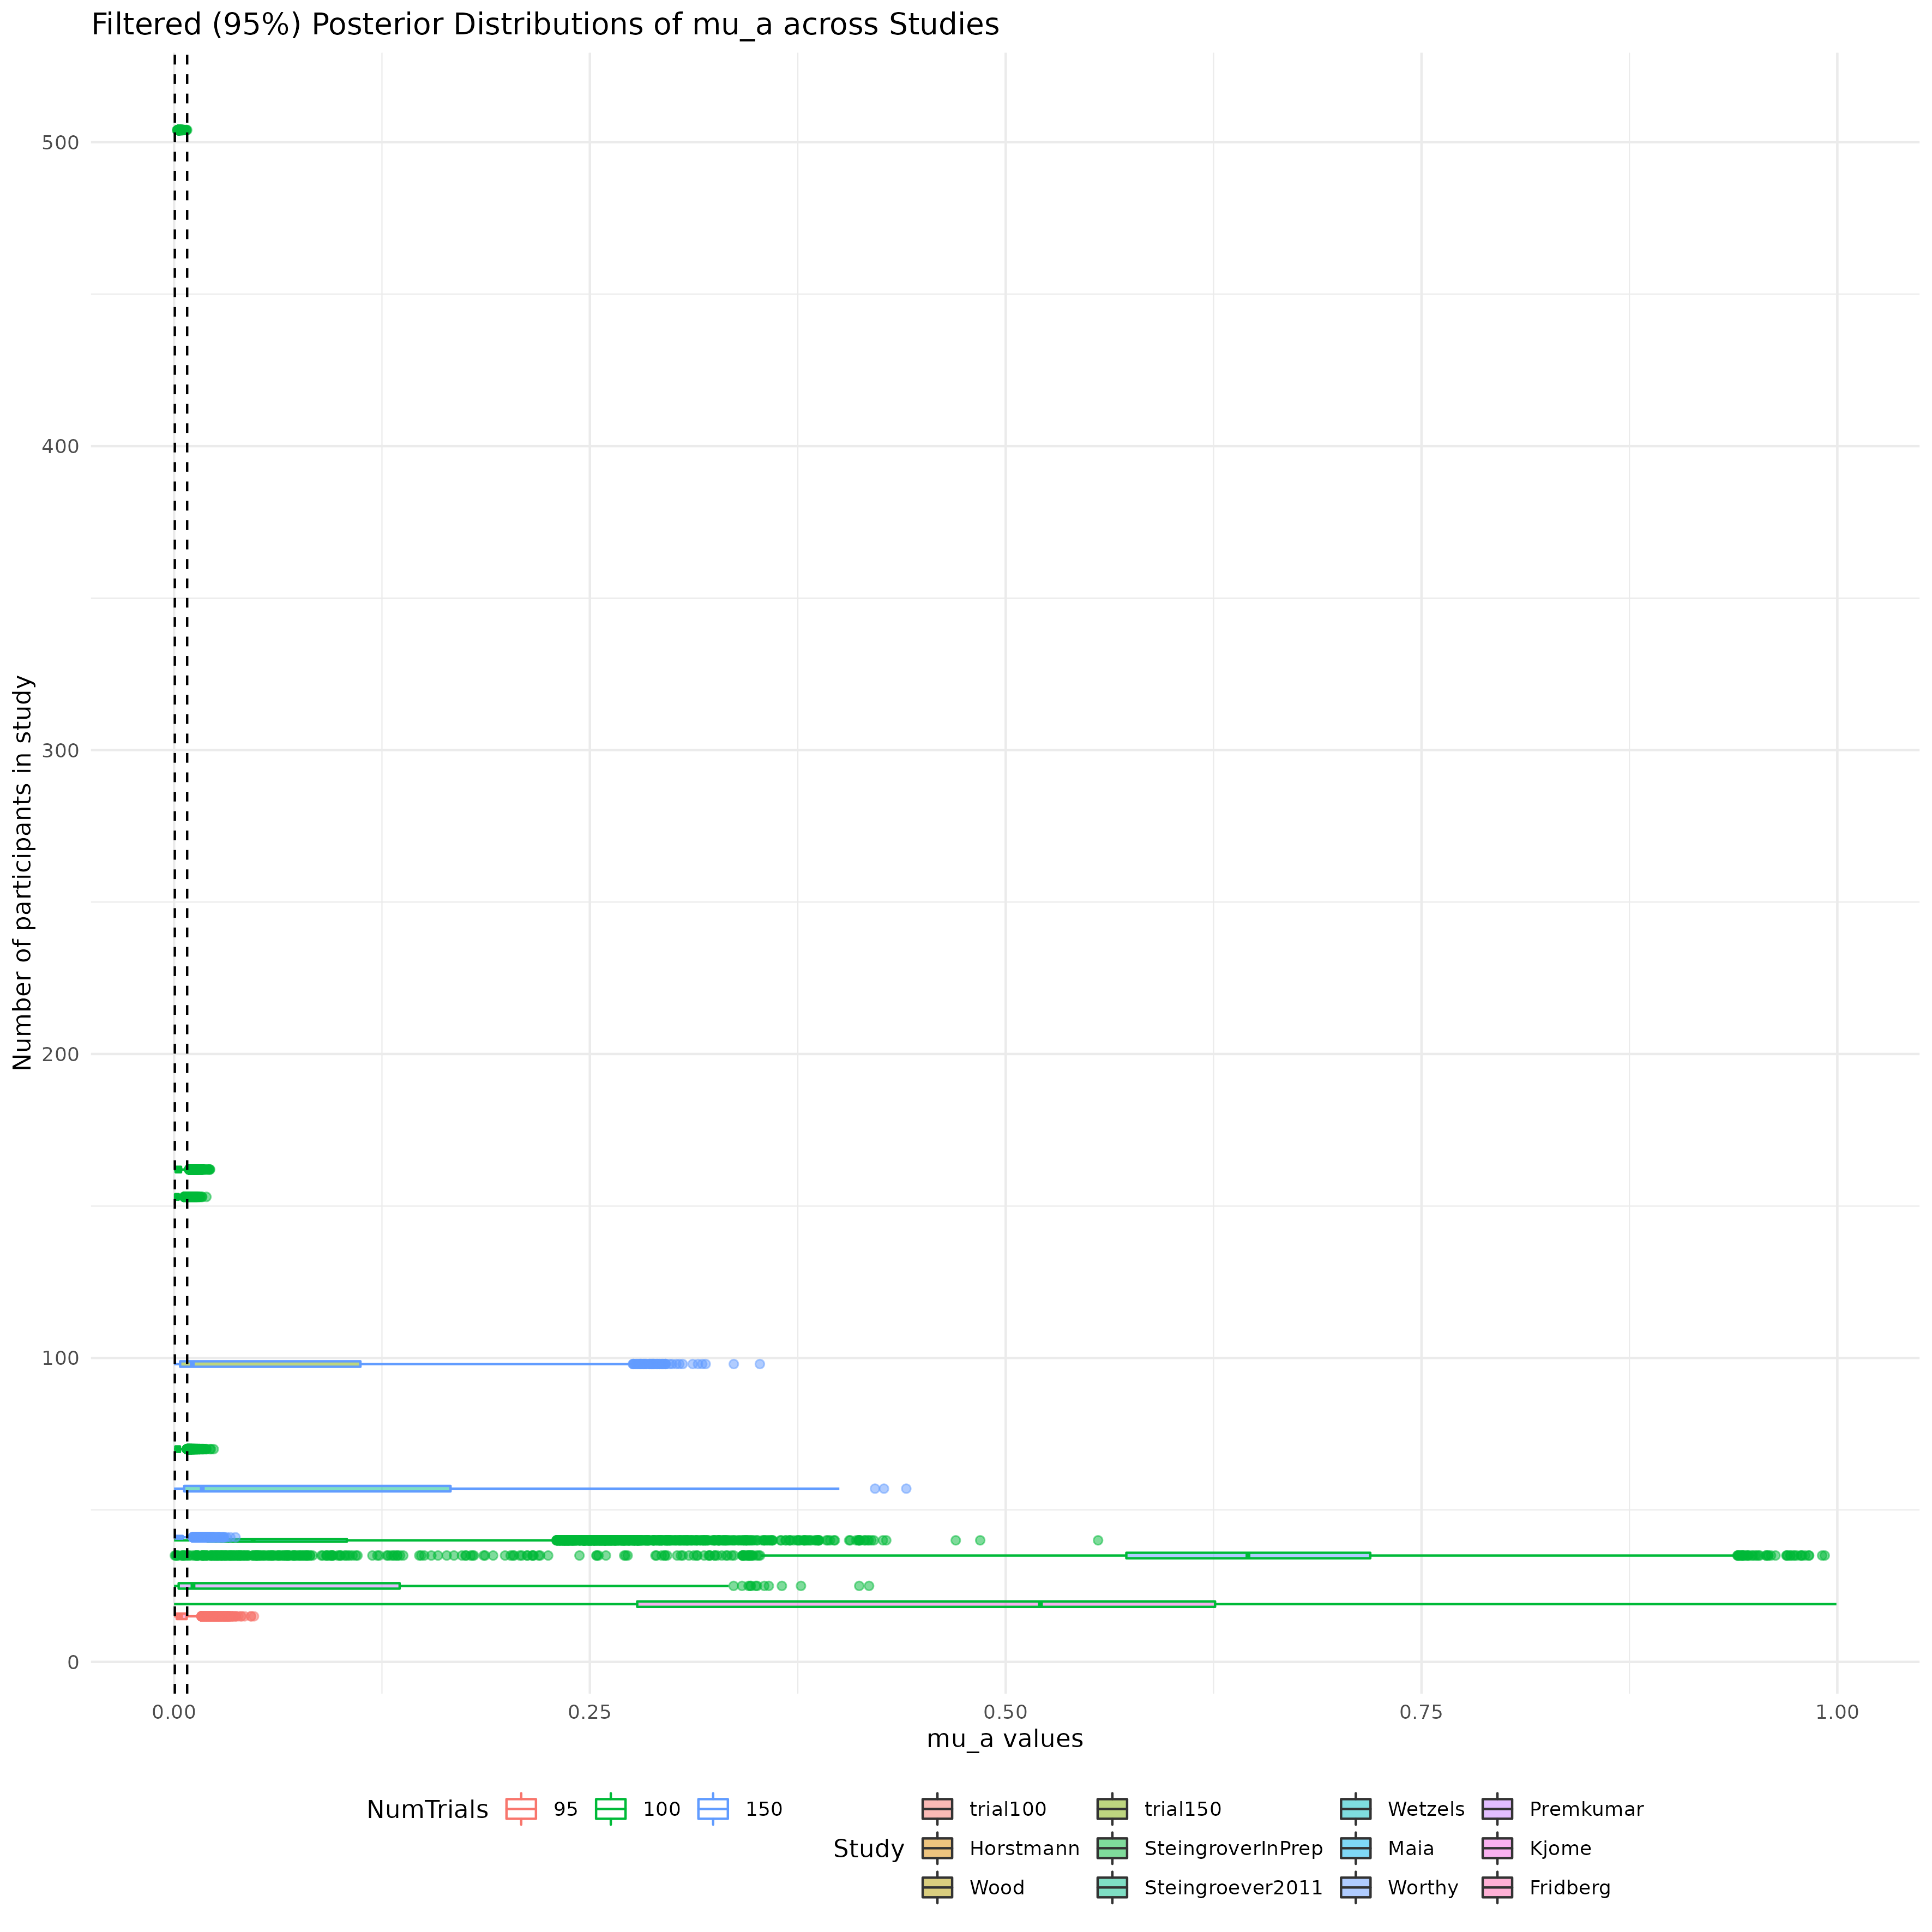 Filtered (95%) Posterior Distributions of mu_a across Studies
Number of participants in study
500
400
300
200
100
0
0.00 0.25 0.50 0.75 1.00
mu_a values
NumTrials 95 100 150
Study
trial100 trial150 Wetzels Premkumar
Horstmann SteingroverInPrep Maia Kjome
Wood Steingroever2011 Worthy Fridberg